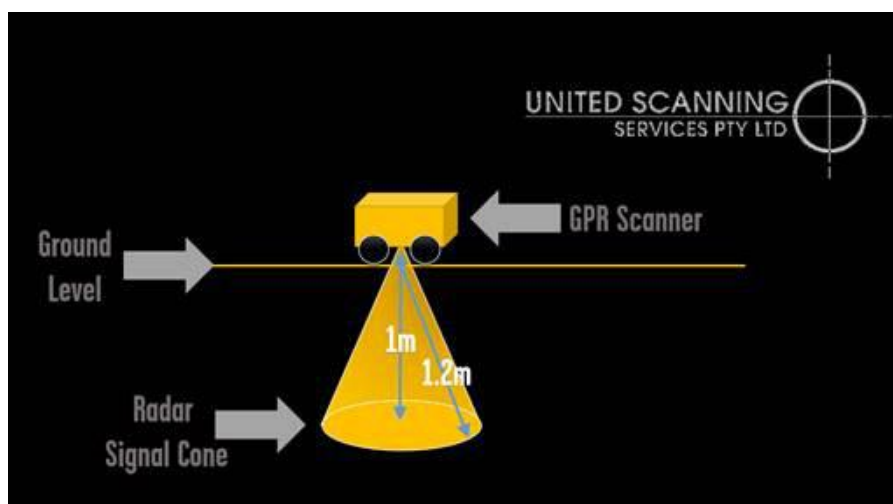 UNITED SCANNING
SERVICES PTY LTD
GPR Scanner
Ground
Level
1m
1.2m
Radar
Signal Cone